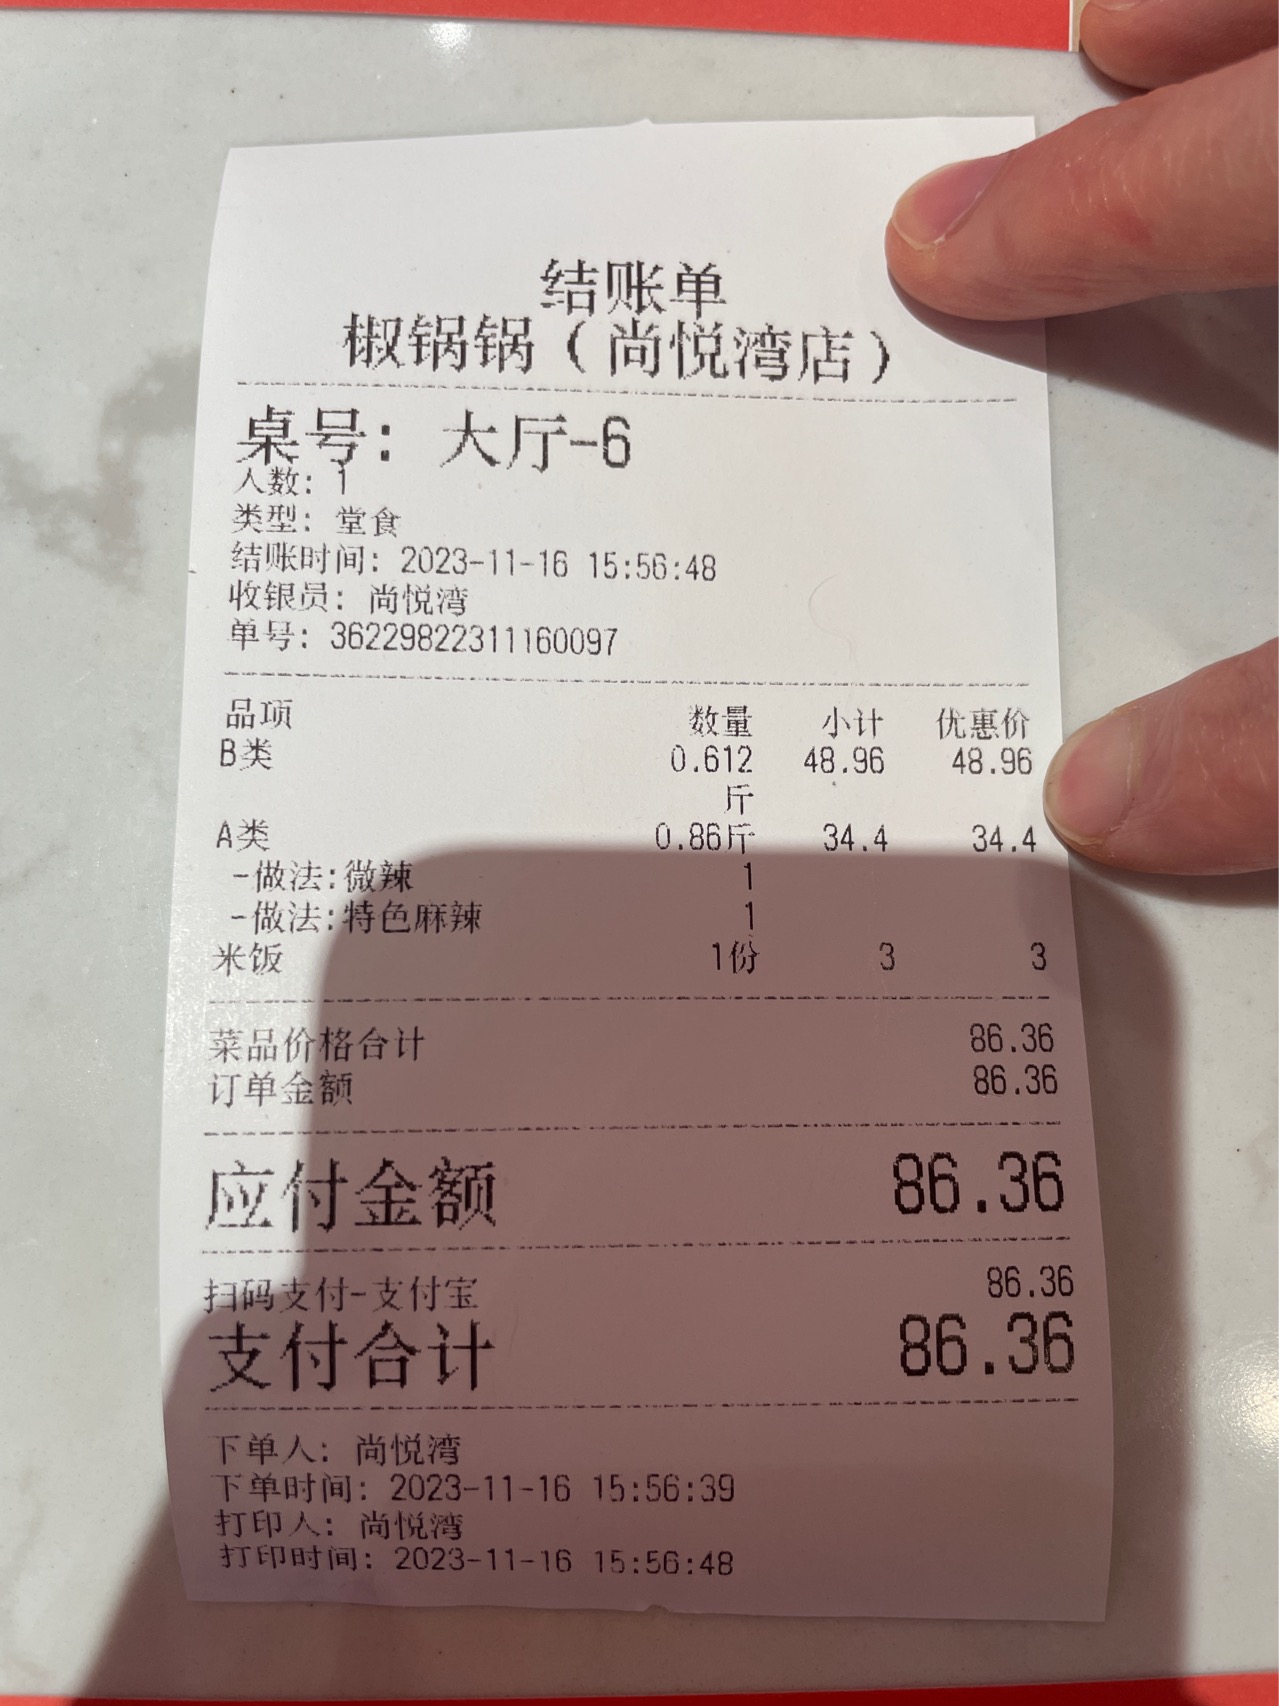 结账单
椒锅锅（尚悦湾店）
桌号：大厅-6
人数：1
类型：堂食
结账时间：2023-11-16 15:56:48
收银员：尚悦湾
单号：36229822311160097
品项 数量 小计 优惠价
B类 0.612 48.96 48.96
斤
A类 0.86斤 34.4 34.4
-做法:微辣 1
-做法:特色麻辣 1
米饭 1份 3 3
菜品价格合计 86.36
订单金额 86.36
应付金额 86.36
扫码支付-支付宝 86.36
支付合计 86.36
下单人：尚悦湾
下单时间：2023-11-16 15:56:39
打印人：尚悦湾
打印时间：2023-11-16 15:56:48